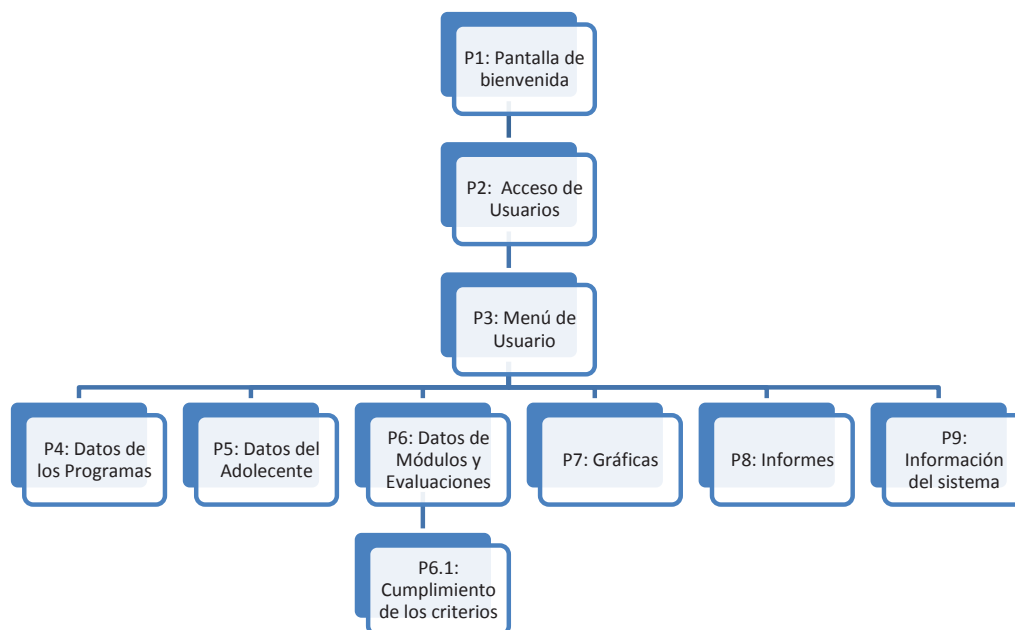 P1: Pantalla de
bienvenida
P2:  Acceso de
Usuarios
P3: Menú de
Usuario
P4: Datos de
los Programas
P5: Datos del
Adolecente
P6: Datos de
Módulos y
Evaluaciones
P7: Gráficas
P8: Informes
P9:
Información
del sistema
P6.1:
Cumplimiento
de los criterios